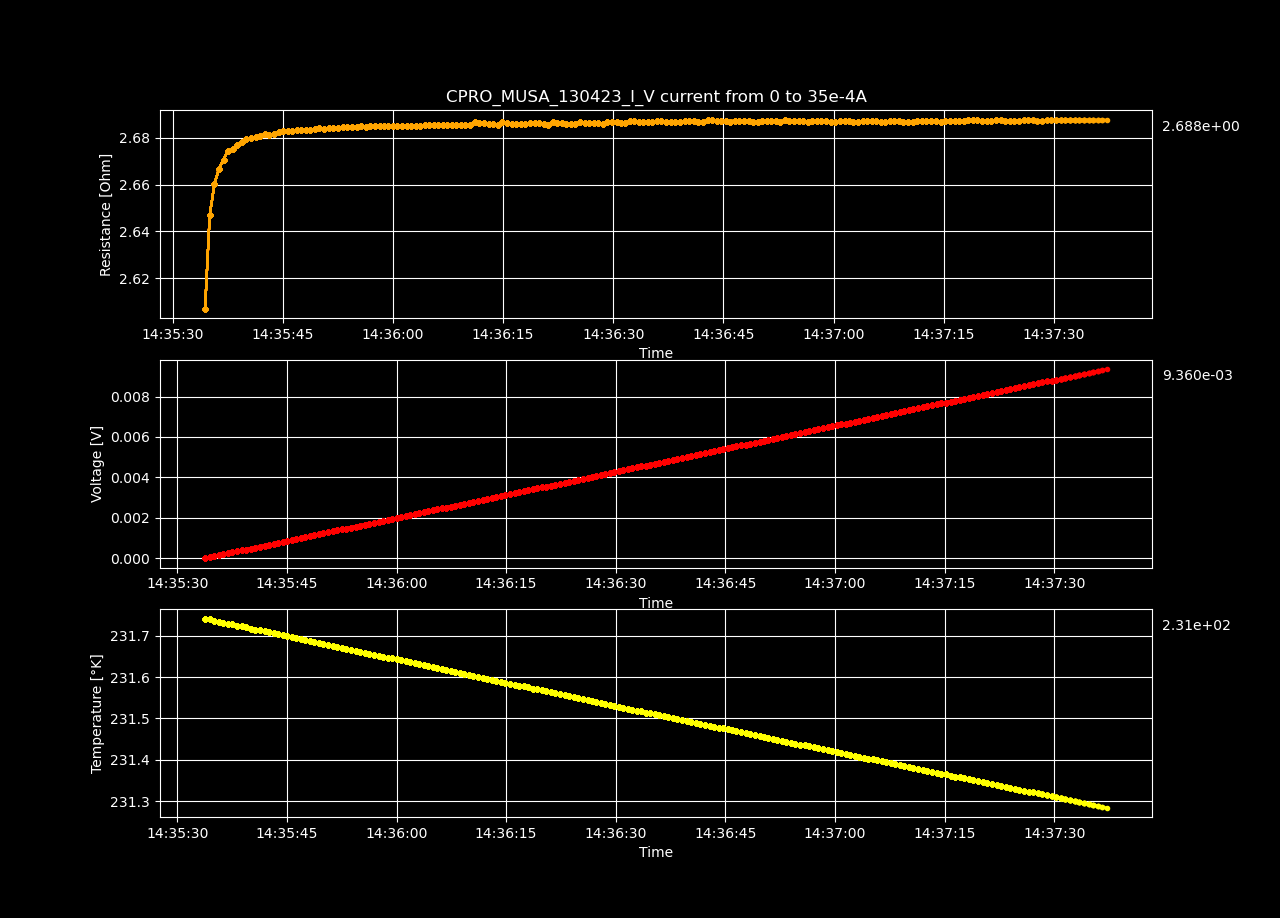 CPRO_MUSA_130423_I_V current from 0 to 35e-4A
2.688e+00
Resistance [Ohm]
2.68
2.66
2.64
2.62
14:35:30 14:35:45 14:36:00 14:36:15 14:36:30 14:36:45 14:37:00 14:37:15 14:37:30
Time
9.360e-03
Voltage [V]
0.008
0.006
0.004
0.002
0.000
14:35:30 14:35:45 14:36:00 14:36:15 14:36:30 14:36:45 14:37:00 14:37:15 14:37:30
Time
2.31e+02
Temperature [°K]
231.7
231.6
231.5
231.4
231.3
14:35:30 14:35:45 14:36:00 14:36:15 14:36:30 14:36:45 14:37:00 14:37:15 14:37:30
Time